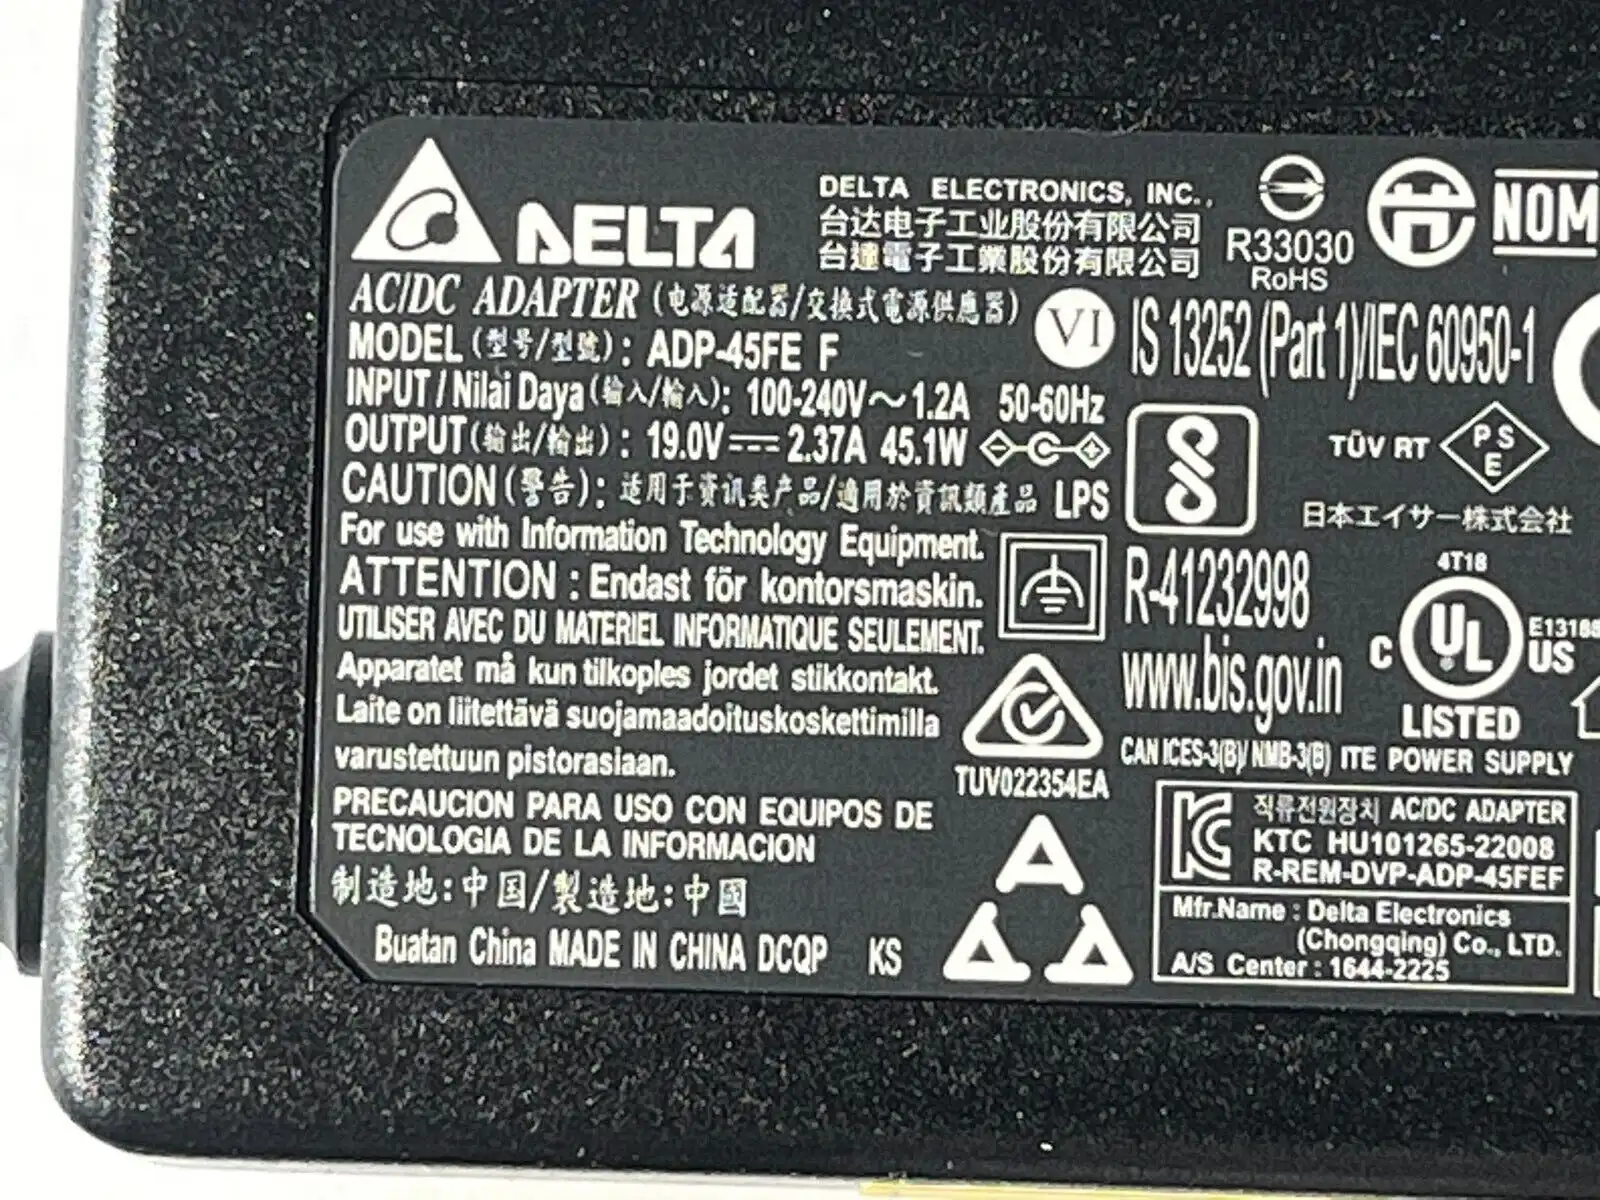 DELTA
DELTA ELECTRONICS, INC.,
台达电子工业股份有限公司
台達電子工業股份有限公司
R33030
RoHS
NOM
AC/DC ADAPTER (电源适配器/交換式電源供應器)
MODEL (型号/型號): ADP-45FE F
INPUT / Nilai Daya (输入/輸入): 100-240V～1.2A 50-60Hz
OUTPUT (输出/輸出): 19.0V⎓2.37A 45.1W
CAUTION (警告): 适用于資讯类产品/適用於資訊類產品 LPS
For use with Information Technology Equipment.
ATTENTION : Endast för kontorsmaskin.
UTILISER AVEC DU MATERIEL INFORMATIQUE SEULEMENT.
Apparatet må kun tilkoples jordet stikkontakt.
Laite on liitettävä suojamaadoituskoskettimilla
varustettuun pistorasiaan.
PRECAUCION PARA USO CON EQUIPOS DE
TECNOLOGIA DE LA INFORMACION
制造地:中国/製造地:中國
Buatan China MADE IN CHINA DCQP KS
VI
IS 13252 (Part 1)/IEC 60950-1
TÜV RT
PS
E
日本エイサー株式会社
R-41232998
www.bis.gov.in
4T18
C UL US
LISTED
CAN ICES-3(B)/ NMB-3(B) ITE POWER SUPPLY
TUV022354EA
직류전원장치 AC/DC ADAPTER
KTC HU101265-22008
R-REM-DVP-ADP-45FEF
Mfr.Name : Delta Electronics
(Chongqing) Co., LTD.
A/S Center : 1644-2225